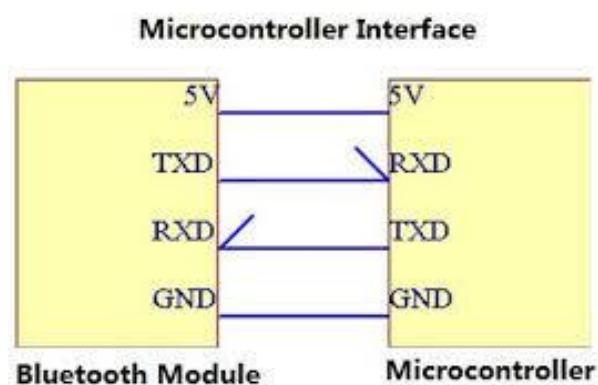 Microcontroller Interface
5V 5V
TXD RXD
RXD TXD
GND GND
Bluetooth Module Microcontroller